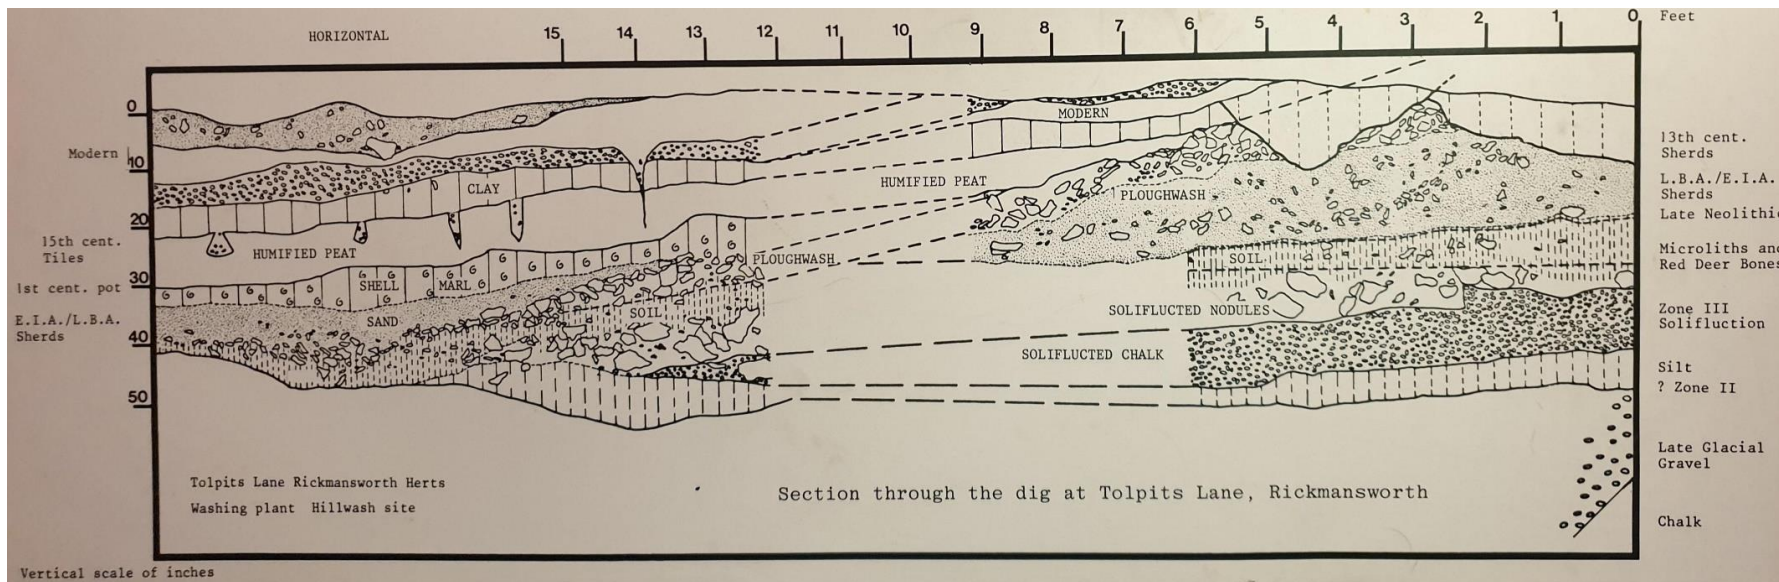 HORIZONTAL
15 14 13 12 11 10 9 8 7 6 5 4 3 2 1 0 Feet
0
10
20
30
40
50
Modern
15th cent.
Tiles
1st cent. pot
E.I.A./L.B.A.
Sherds
CLAY
HUMIFIED PEAT
SHELL MARL
SAND
SOIL
PLOUGHWASH
MODERN
HUMIFIED PEAT
PLOUGHWASH
SOIL
SOLIFLUCTED NODULES
SOLIFLUCTED CHALK
13th cent.
Sherds
L.B.A./E.I.A.
Sherds
Late Neolithic
Microliths and
Red Deer Bones
Zone III
Solifluction
Silt
? Zone II
Late Glacial
Gravel
Chalk
Tolpits Lane Rickmansworth Herts
Washing plant Hillwash site
Section through the dig at Tolpits Lane, Rickmansworth
Vertical scale of inches